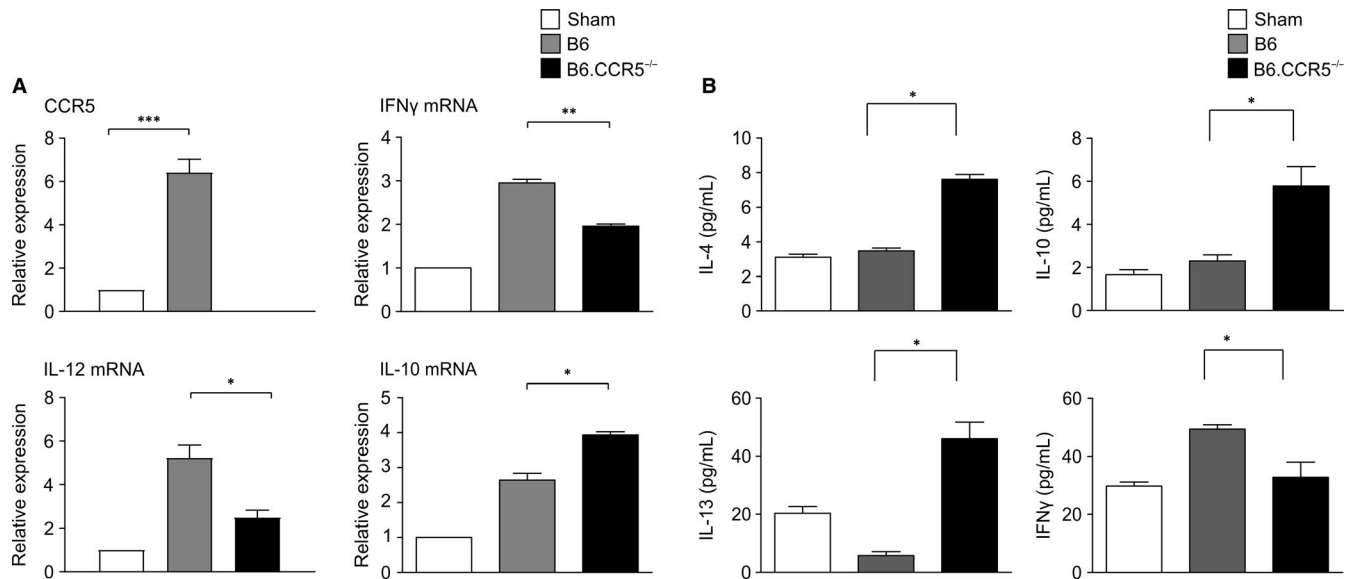 Sham
B6
B6.CCR5−/−
A
CCR5
***
Relative expression
8
6
4
2
0
IFNγ mRNA
**
Relative expression
4
3
2
1
0
IL-12 mRNA
*
Relative expression
8
6
4
2
0
IL-10 mRNA
*
Relative expression
5
4
3
2
1
0
Sham
B6
B6.CCR5−/−
B
*
IL-4 (pg/mL)
10
8
6
4
2
0
*
IL-10 (pg/mL)
8
6
4
2
0
*
IL-13 (pg/mL)
60
40
20
0
*
IFNγ (pg/mL)
60
40
20
00